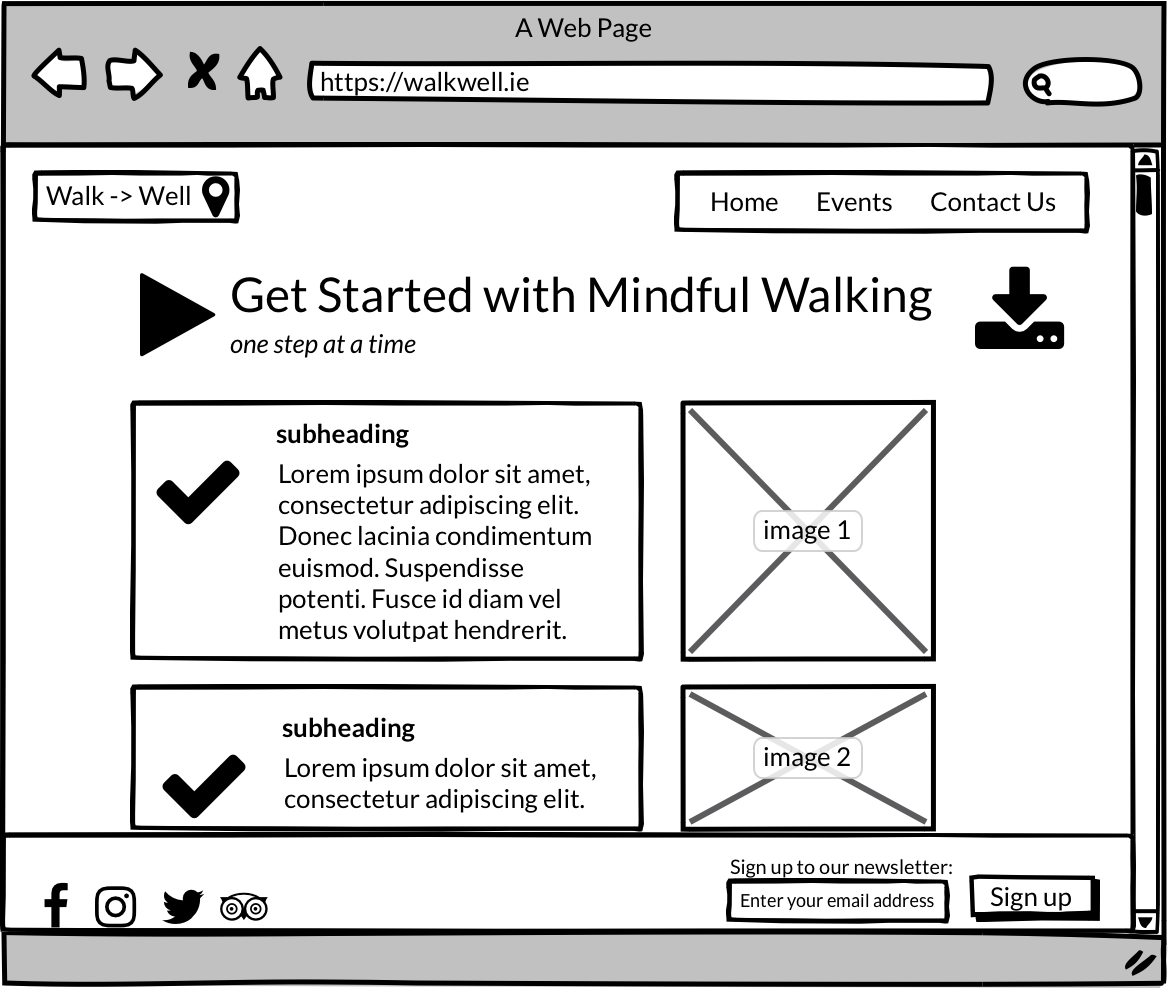 A Web Page
https://walkwell.ie
Walk -> Well
Home Events Contact Us
Get Started with Mindful Walking
one step at a time
subheading
Lorem ipsum dolor sit amet,
consectetur adipiscing elit.
Donec lacinia condimentum
euismod. Suspendisse
potenti. Fusce id diam vel
metus volutpat hendrerit.
image 1
subheading
Lorem ipsum dolor sit amet,
consectetur adipiscing elit.
image 2
Sign up to our newsletter:
Enter your email address
Sign up